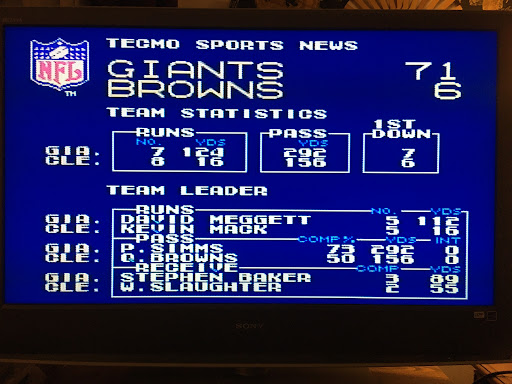 TECMO SPORTS NEWS
NFL
TM
GIANTS 71
BROWNS 6
TEAM STATISTICS
RUNS PASS 1ST DOWN
NO. YDS YDS
GIA: 7 124 292 7
CLE: 8 16 156 6
TEAM LEADER
RUNS NO. YDS
GIA: DAVID MEGGETT 5 112
CLE: KEVIN MACK 5 16
PASS COMP% YDS INT
GIA: P.SIMMS 73 292 0
CLE: Q.BROWNS 50 156 0
RECEIVE COMP YDS
GIA: STEPHEN BAKER 3 89
CLE: W.SLAUGHTER 2 55
SONY